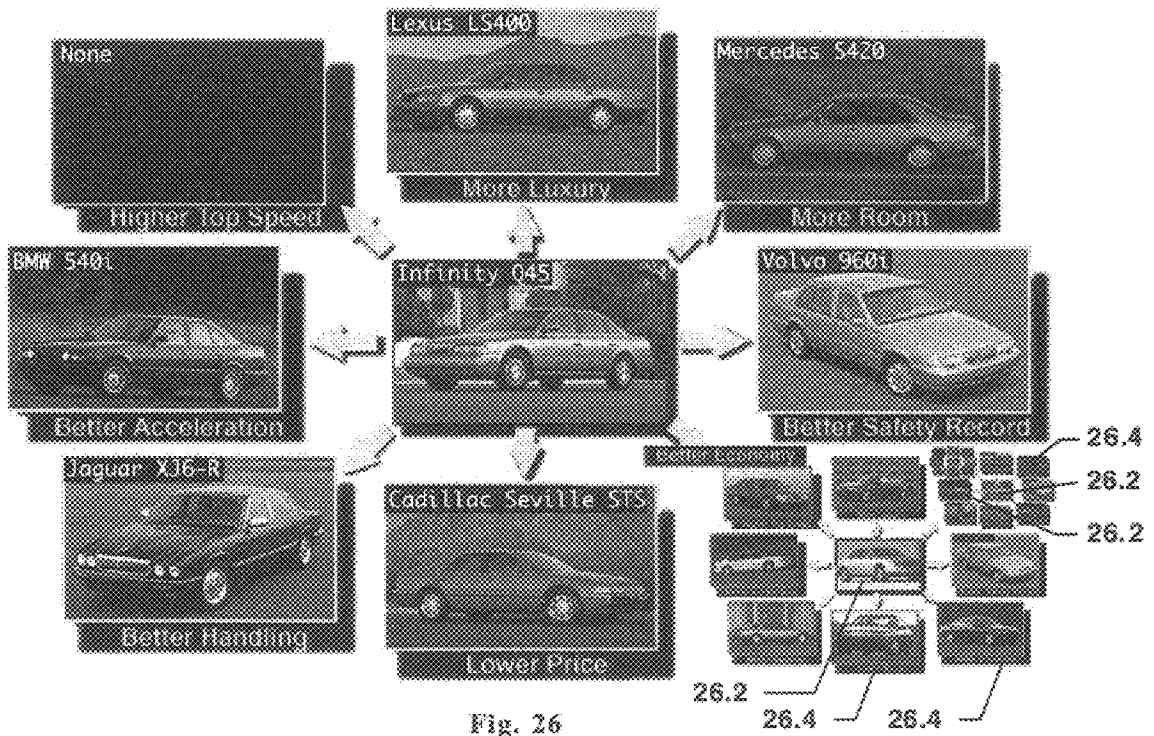 None
Higher Top Speed
Lexus LS400
More Luxury
Mercedes S420
More Room
BMW 540i
Better Acceleration
Infinity Q45
Volvo 960i
Better Safety Record
Jaguar XJ6-R
Better Handling
Cadillac Seville STS
Lower Price
Better Economy
26.4
26.2
26.2
26.2
26.4
26.4
Fig. 26